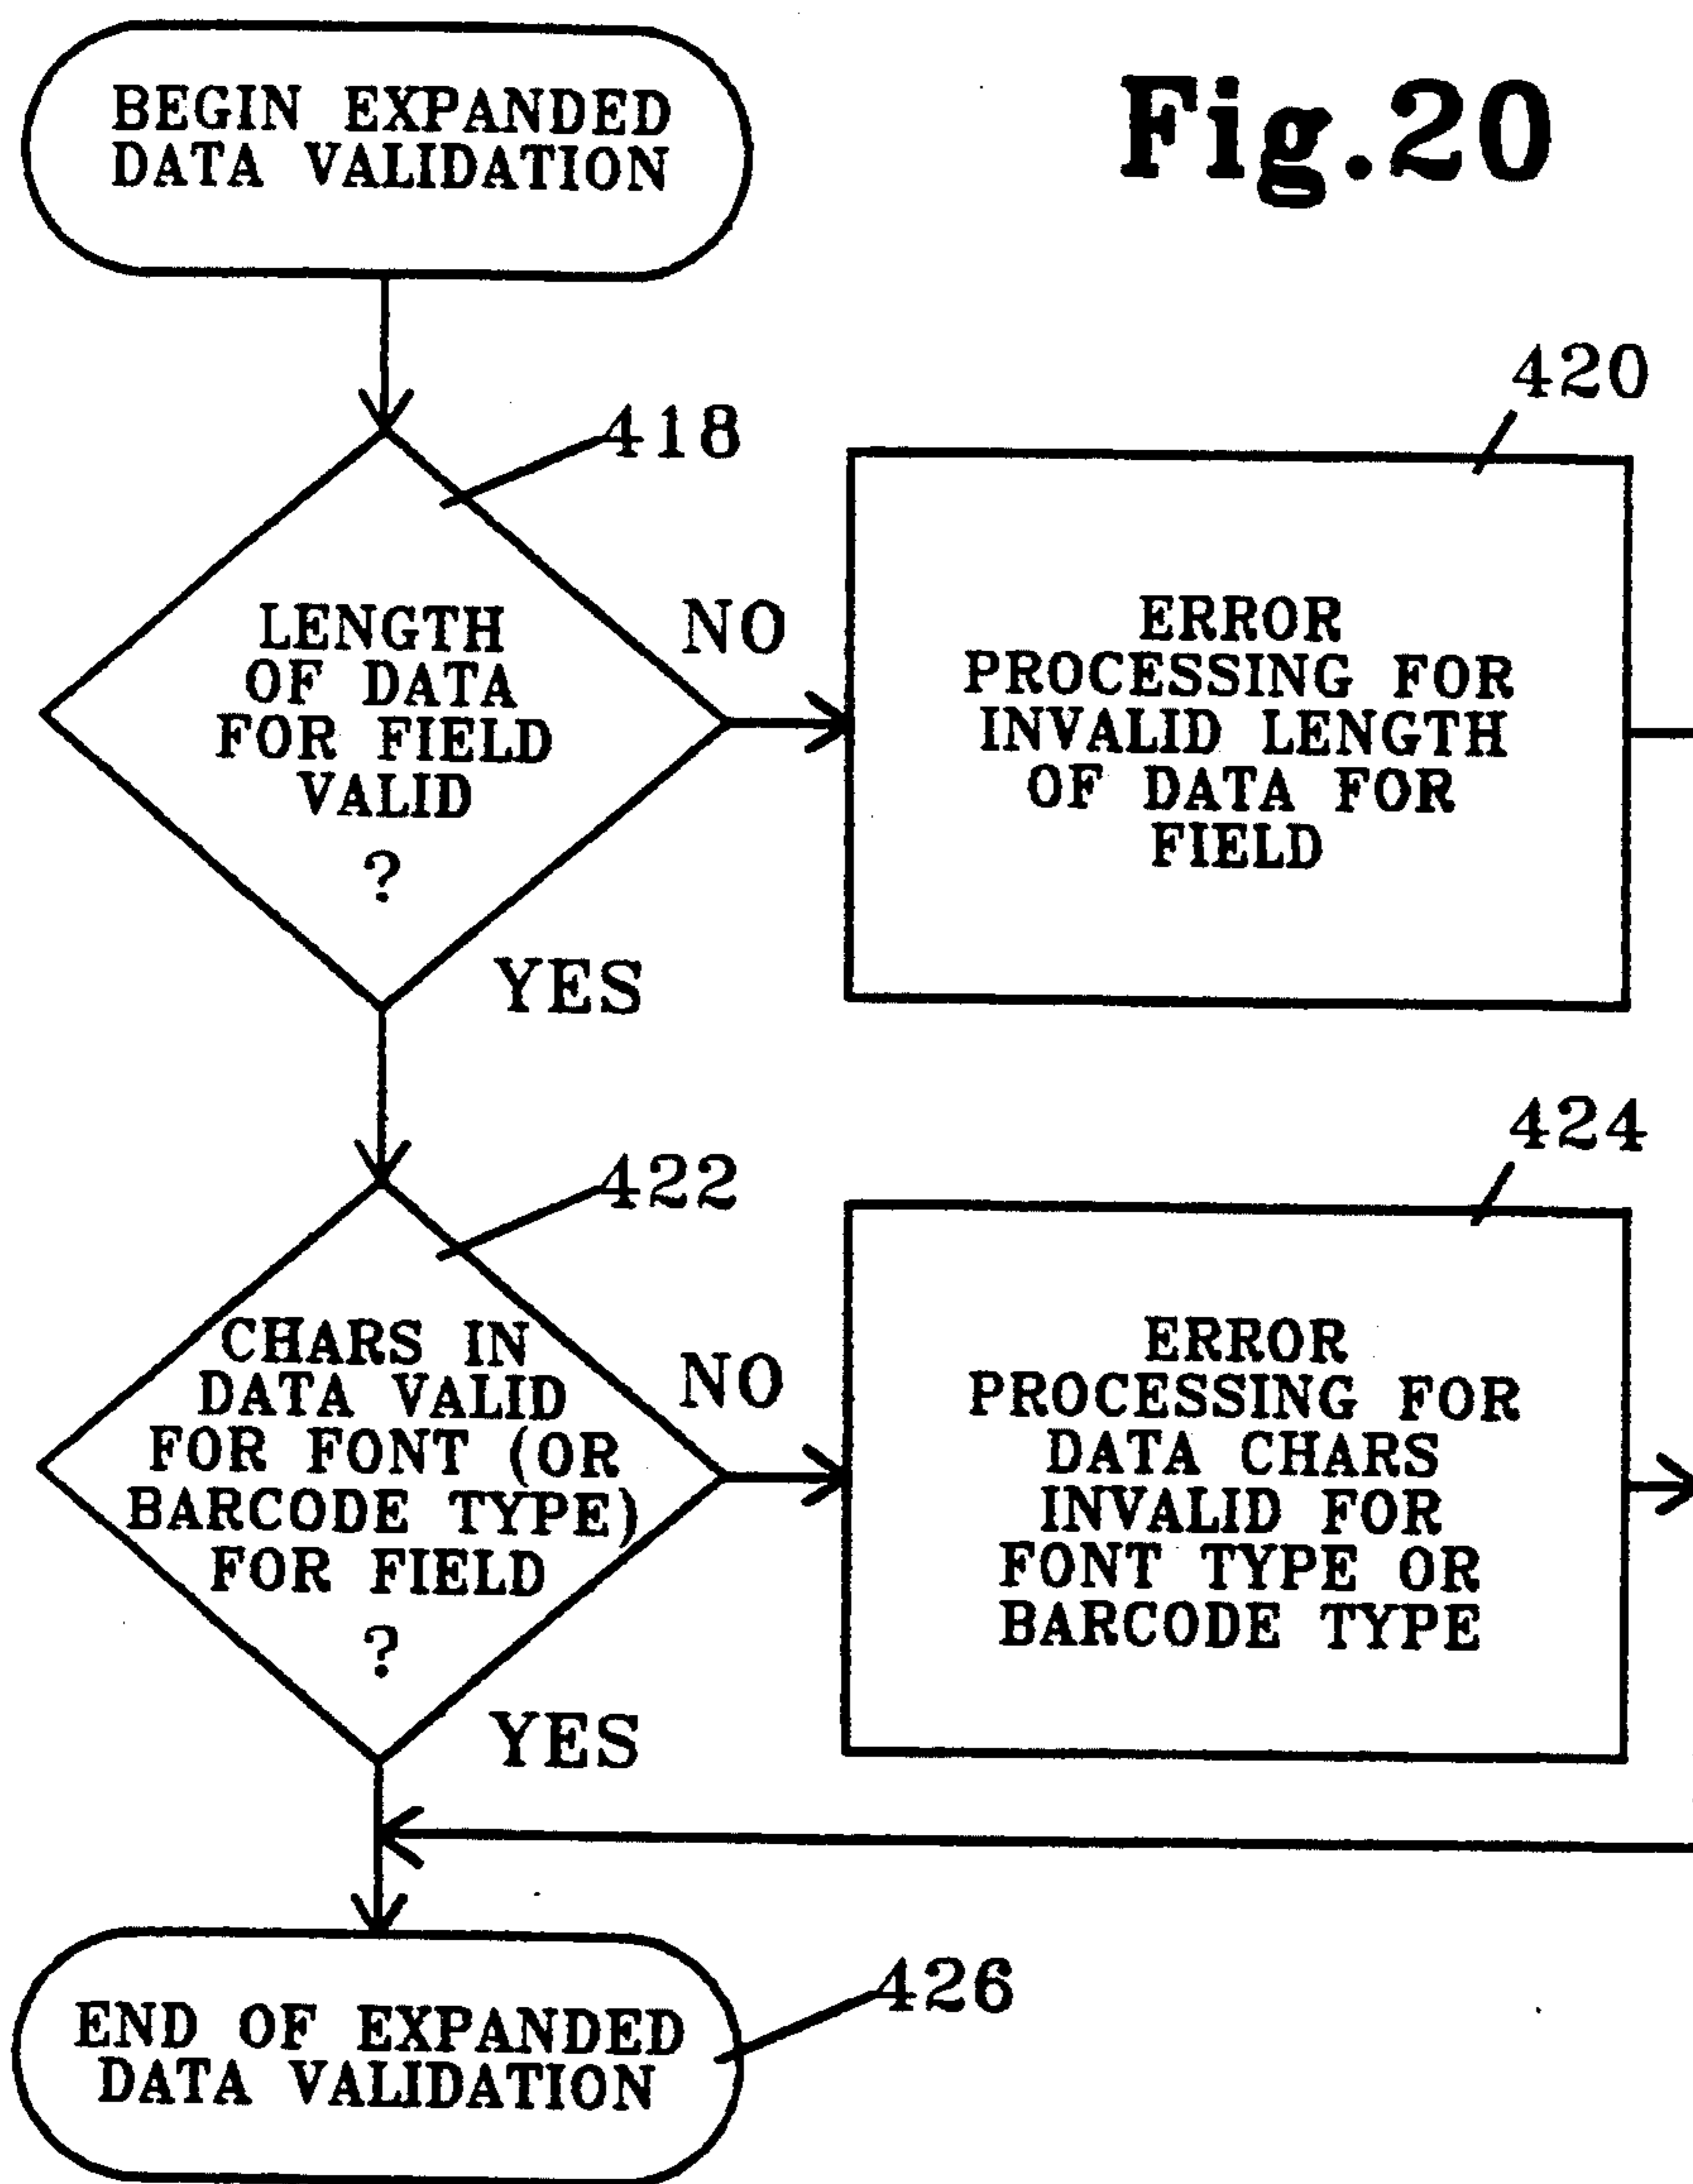 BEGIN EXPANDED
DATA VALIDATION
Fig.20
418
420
LENGTH
OF DATA
FOR FIELD
VALID
?
NO
YES
ERROR
PROCESSING FOR
INVALID LENGTH
OF DATA FOR
FIELD
422
424
CHARS IN
DATA VALID
FOR FONT (OR
BARCODE TYPE)
FOR FIELD
?
NO
YES
ERROR
PROCESSING FOR
DATA CHARS
INVALID FOR
FONT TYPE OR
BARCODE TYPE
426
END OF EXPANDED
DATA VALIDATION